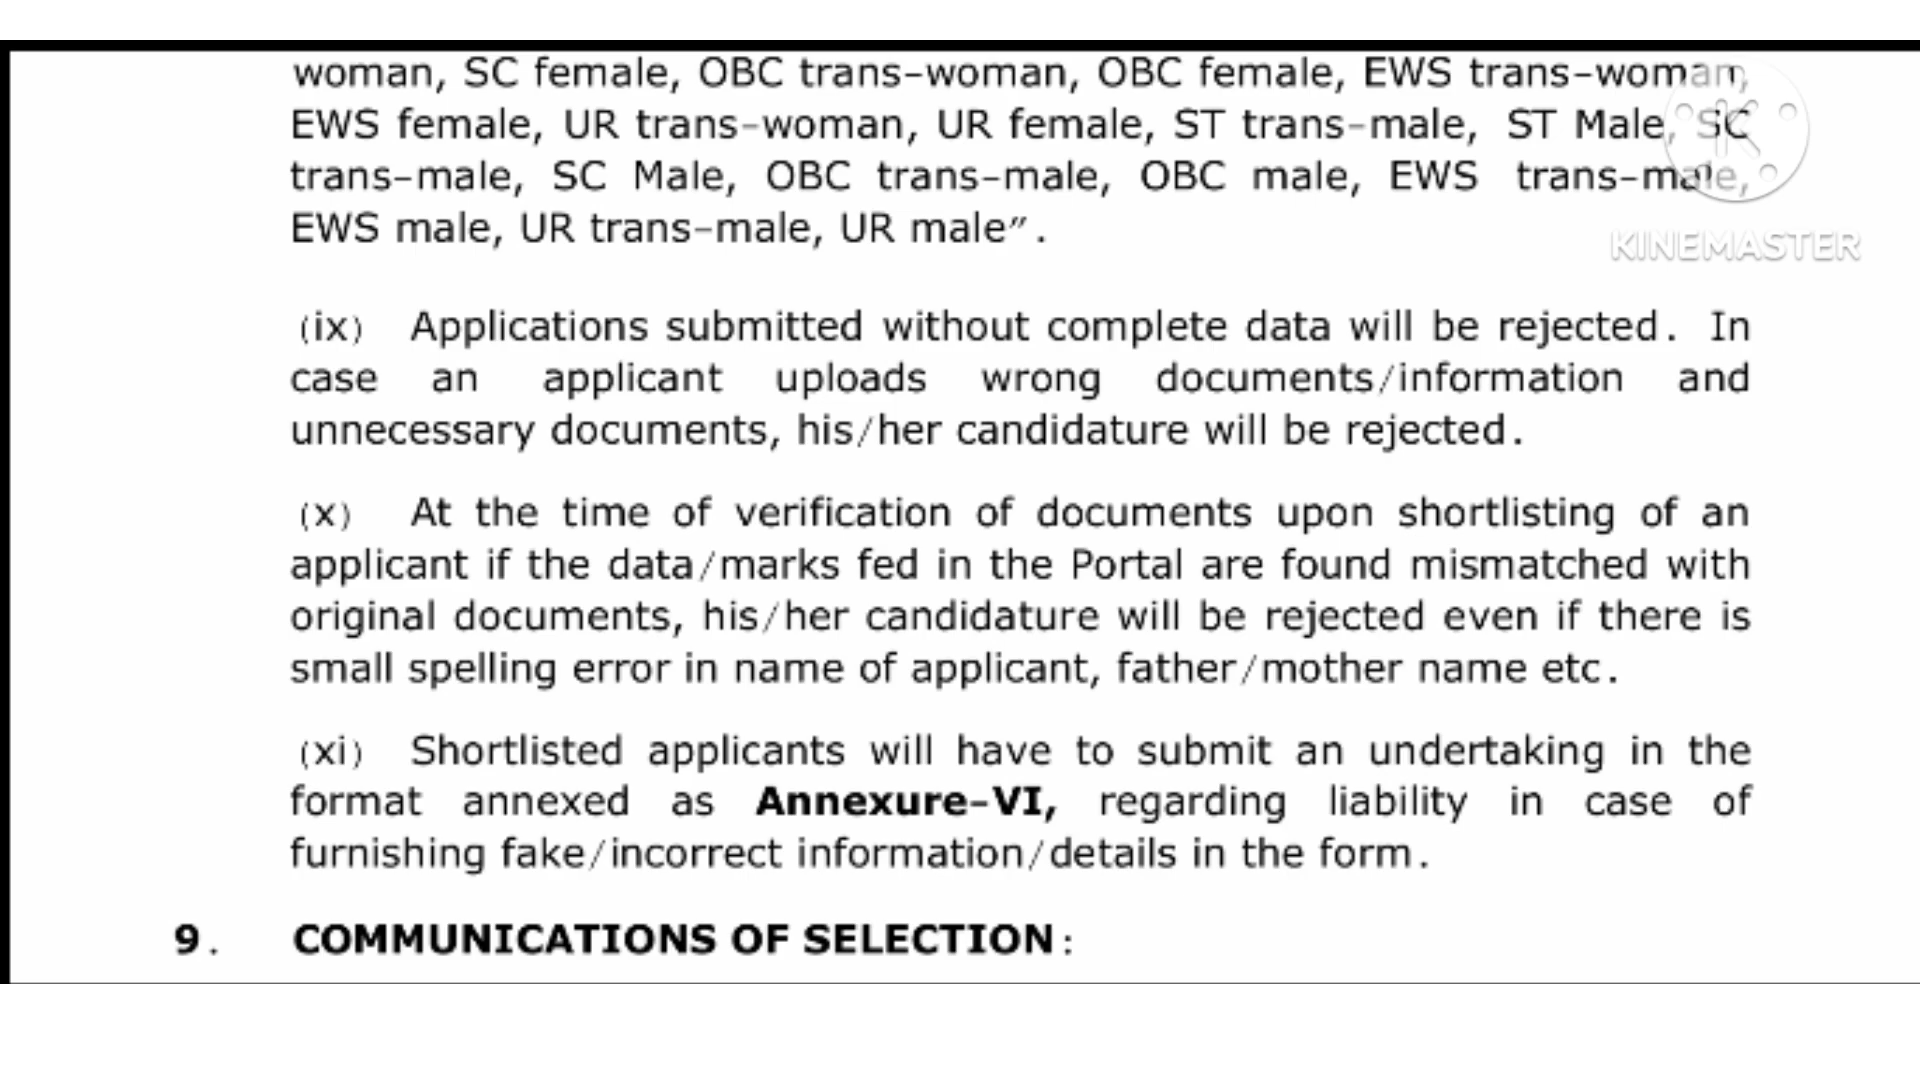 woman, SC female, OBC trans-woman, OBC female, EWS trans-woman,
EWS female, UR trans-woman, UR female, ST trans-male, ST Male, SC
trans-male, SC Male, OBC trans-male, OBC male, EWS trans-male,
EWS male, UR trans-male, UR male".
KINEMASTER
(ix) Applications submitted without complete data will be rejected. In
case an applicant uploads wrong documents/information and
unnecessary documents, his/her candidature will be rejected.
(x) At the time of verification of documents upon shortlisting of an
applicant if the data/marks fed in the Portal are found mismatched with
original documents, his/her candidature will be rejected even if there is
small spelling error in name of applicant, father/mother name etc.
(xi) Shortlisted applicants will have to submit an undertaking in the
format annexed as Annexure-VI, regarding liability in case of
furnishing fake/incorrect information/details in the form.
9. COMMUNICATIONS OF SELECTION: